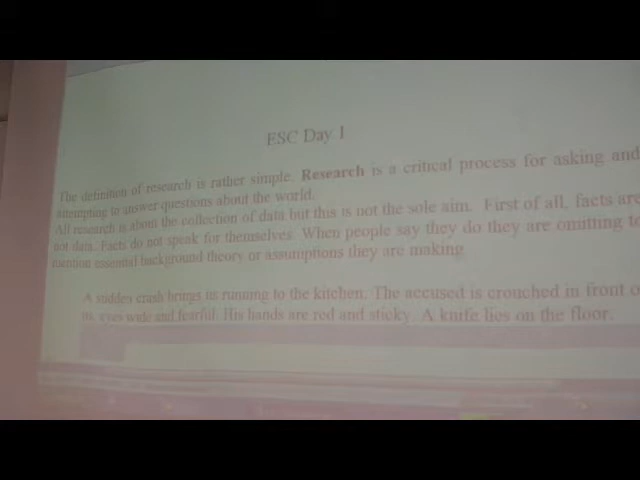 ESC Day 1
The definition of research is rather simple. Research is a critical process for asking and
attempting to answer questions about the world.
All research is about the collection of data but this is not the sole aim. First of all, facts are
not data. Facts do not speak for themselves. When people say they do they are omitting to
mention essential background theory or assumptions they are making.
A sudden crash brings us running to the kitchen. The accused is crouched in front o
us, eyes wide and fearful. His hands are red and sticky. A knife lies on the floor.